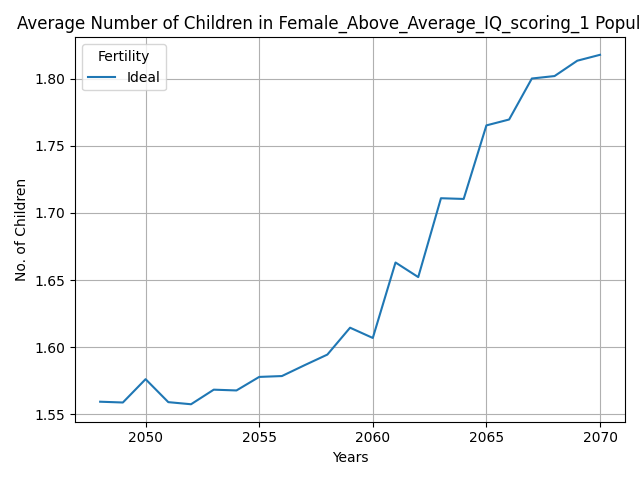 Average Number of Children in Female_Above_Average_IQ_scoring_1 Popul
Fertility
Ideal
1.80
1.75
1.70
1.65
1.60
1.55
No. of Children
2050 2055 2060 2065 2070
Years